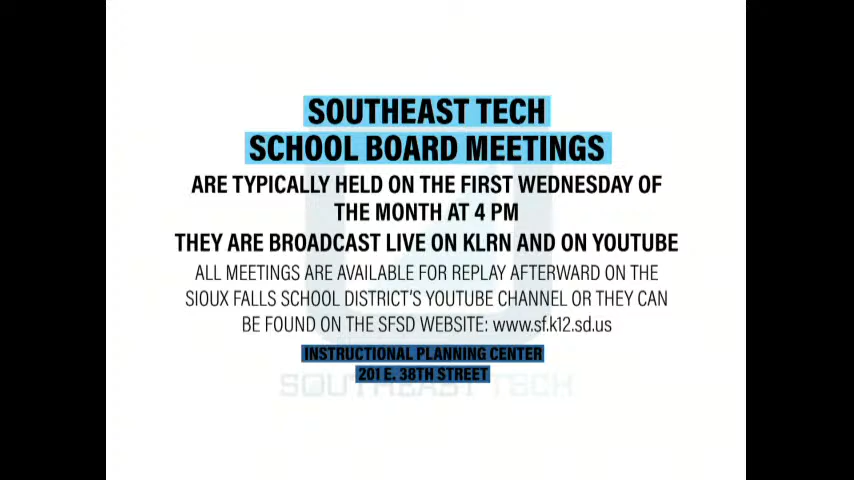 SOUTHEAST TECH
SCHOOL BOARD MEETINGS
ARE TYPICALLY HELD ON THE FIRST WEDNESDAY OF
THE MONTH AT 4 PM
THEY ARE BROADCAST LIVE ON KLRN AND ON YOUTUBE
ALL MEETINGS ARE AVAILABLE FOR REPLAY AFTERWARD ON THE
SIOUX FALLS SCHOOL DISTRICT'S YOUTUBE CHANNEL OR THEY CAN
BE FOUND ON THE SFSD WEBSITE: www.sf.k12.sd.us
INSTRUCTIONAL PLANNING CENTER
201 E. 38TH STREET
SOUTHEAST TECH